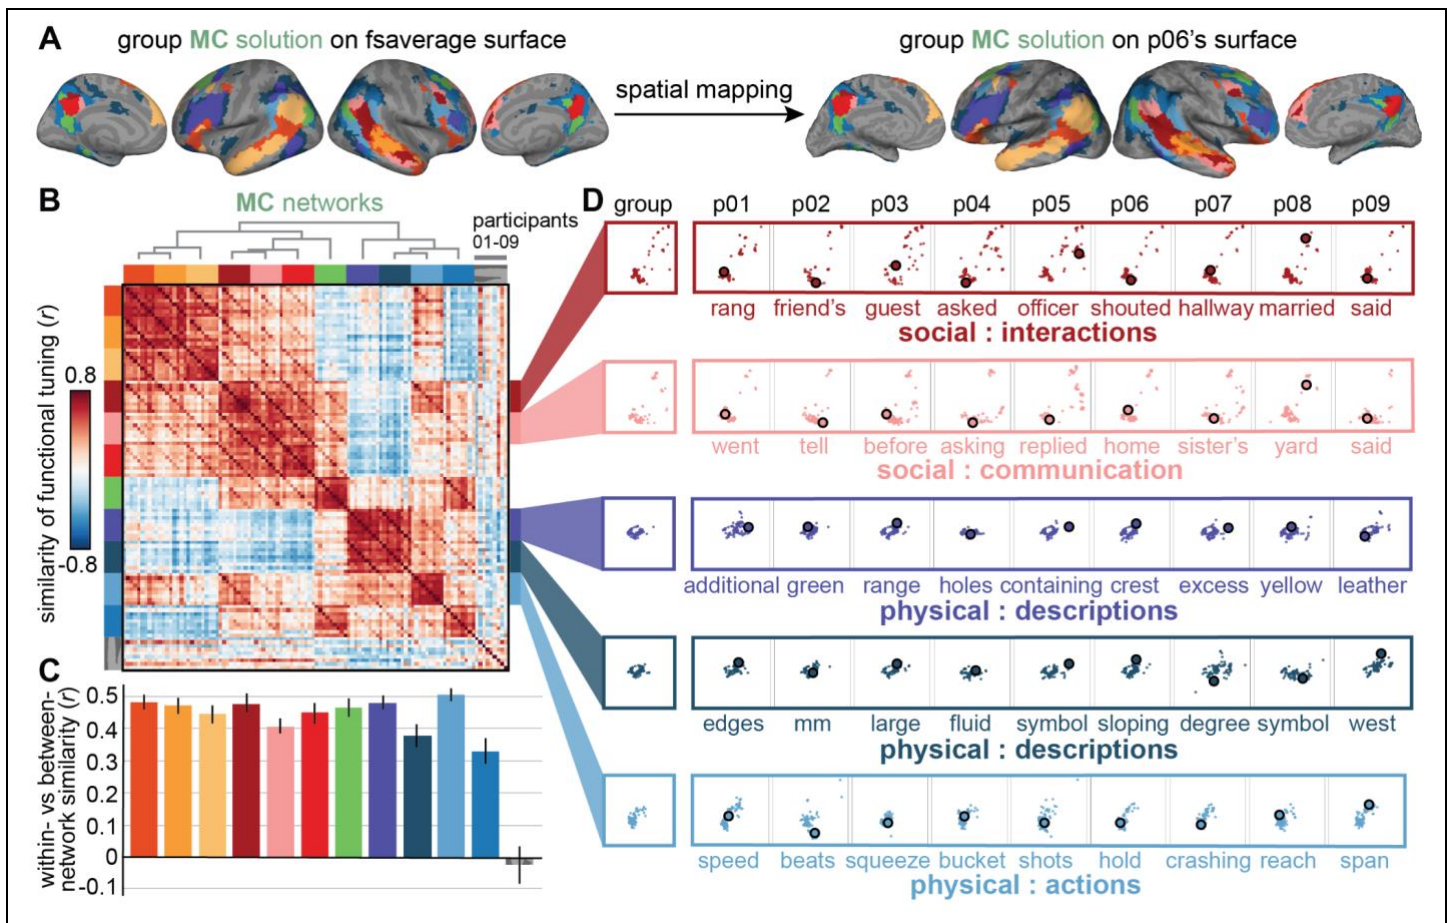 A
group MC solution on fsaverage surface
spatial mapping
group MC solution on p06's surface
B
MC networks
participants
01-09
similarity of functional tuning (r)
0.8
-0.8
C
within- vs between-
network similarity (r)
0.5
0.4
0.3
0.2
0.1
0
-0.1
D
group p01 p02 p03 p04 p05 p06 p07 p08 p09
rang friend's guest asked officer shouted hallway married said
social : interactions
went tell before asking replied home sister's yard said
social : communication
additional green range holes containing crest excess yellow leather
physical : descriptions
edges mm large fluid symbol sloping degree symbol west
physical : descriptions
speed beats squeeze bucket shots hold crashing reach span
physical : actions